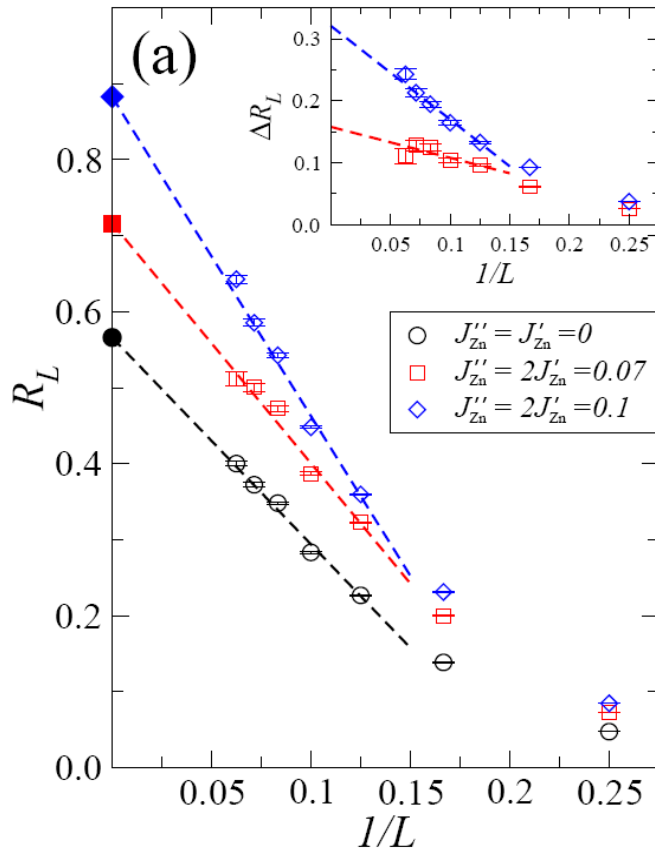 (a)
0.3
0.2
0.1
0.0
ΔR_L
0.05 0.1 0.15 0.2 0.25
1/L
J''_Zn = J'_Zn = 0
J''_Zn = 2J'_Zn = 0.07
J''_Zn = 2J'_Zn = 0.1
0.8
0.6
0.4
0.2
0.0
R_L
0.05 0.1 0.15 0.2 0.25
1/L